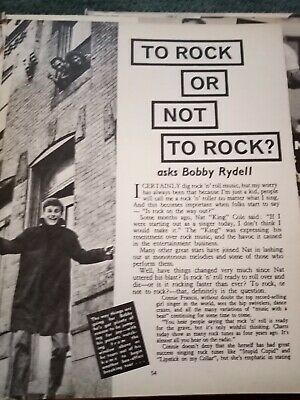 TO ROCK
OR
NOT
TO ROCK?
asks Bobby Rydell
I CERTAINLY dig rock 'n' roll music, but my worry
has always been that because I'm just a kid, people
will call me a rock 'n' roller no matter what I sing.
And this becomes important when folks start to say
— "Is rock on the way out?"
Some months ago, Nat "King" Cole said: "If I
were starting out as a singer today, I don't think I
would make it." The "King" was expressing his
resentment over rock music, and the havoc it caused
in the entertainment business.
Many other great stars have joined Nat in lashing
out at monotonous melodies and some of those who
perform them.
Well, have things changed very much since Nat
uttered his blast? Is rock 'n' roll ready to roll over and
die—or is it rocking faster than ever? To rock, or
not to rock?—that, definitely is the question.
Connie Francis, without doubt the top record-selling
girl singer in the world, sees the girl twisters, dance
crazes, and all the many variations of "music with a beat"
continuing for some time to come.
"You hear people saying that rock 'n' roll is ready
for the grave, but it's only wishful thinking. Charts today
show as many rock tunes as four years ago. It's
almost all you hear on the radio."
Connie doesn't deny that she herself has had great
success singing rock tunes like "Stupid Cupid" and
"Lipstick on my Collar", but she's emphatic in stating
54